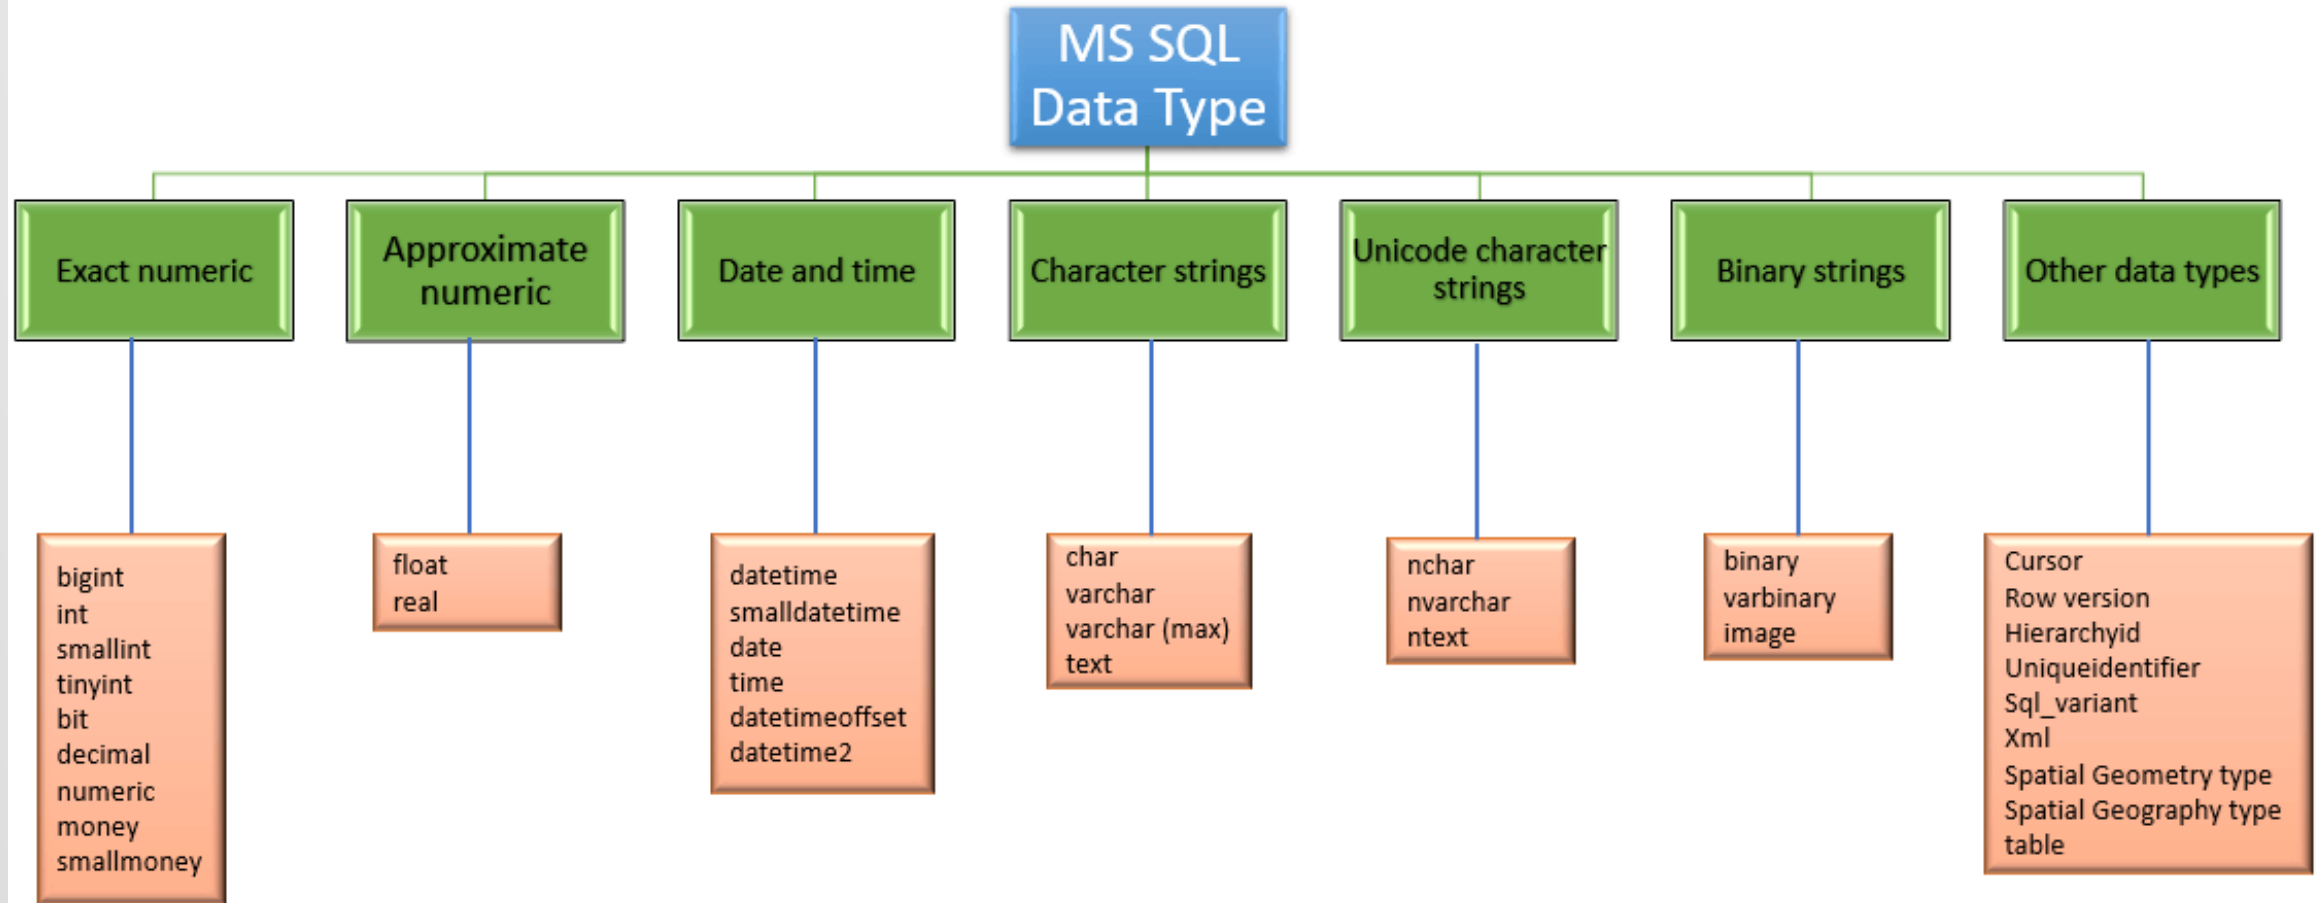 MS SQL
Data Type
Exact numeric
Approximate
numeric
Date and time
Character strings
Unicode character
strings
Binary strings
Other data types
bigint
int
smallint
tinyint
bit
decimal
numeric
money
smallmoney
float
real
datetime
smalldatetime
date
time
datetimeoffset
datetime2
char
varchar
varchar (max)
text
nchar
nvarchar
ntext
binary
varbinary
image
Cursor
Row version
Hierarchyid
Uniqueidentifier
Sql_variant
Xml
Spatial Geometry type
Spatial Geography type
table